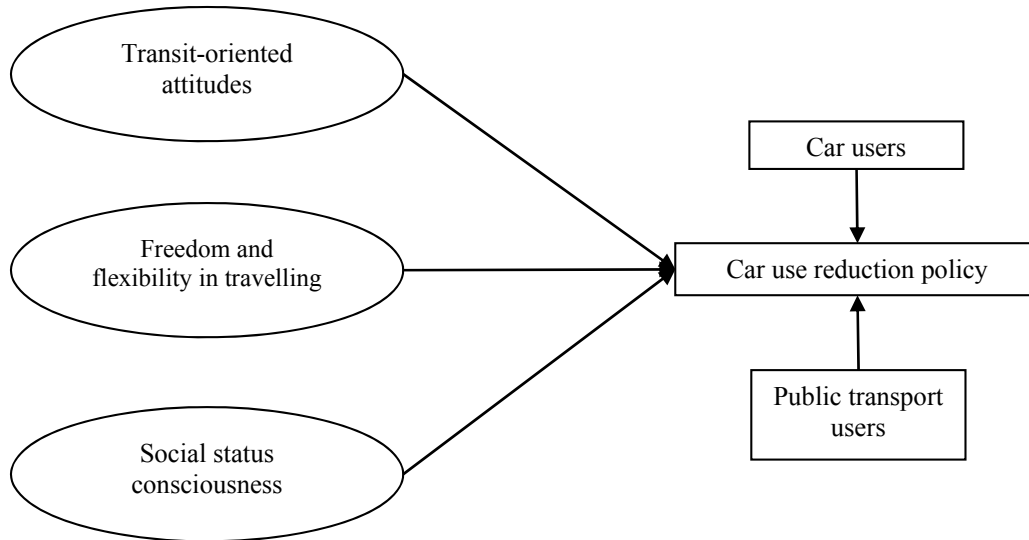 Transit-oriented
attitudes
Freedom and
flexibility in travelling
Social status
consciousness
Car users
Car use reduction policy
Public transport
users